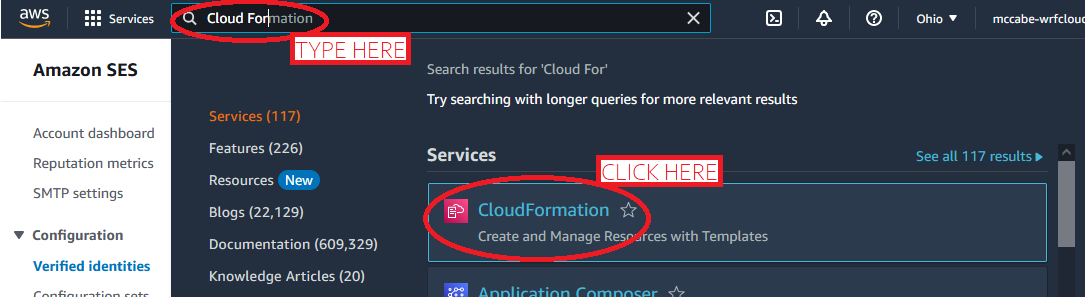 aws
Services
Cloud Formation
Ohio
mccabe-wrfcloud
TYPE HERE
Amazon SES
Account dashboard
Reputation metrics
SMTP settings
Configuration
Verified identities
Configuration sets
Services (117)
Features (226)
Resources New
Blogs (22,129)
Documentation (609,329)
Knowledge Articles (20)
Search results for 'Cloud For'
Try searching with longer queries for more relevant results
Services
See all 117 results
CLICK HERE
CloudFormation
Create and Manage Resources with Templates
Application Composer